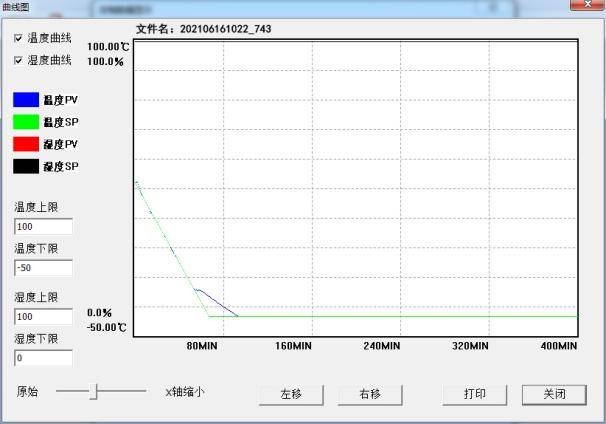 曲线图
文件名：202106161022_743
温度曲线
湿度曲线
100.00℃
100.0%
温度PV
温度SP
湿度PV
湿度SP
温度上限
100
温度下限
-50
湿度上限
100
湿度下限
0
0.0%
-50.00℃
80MIN 160MIN 240MIN 320MIN 400MIN
原始 X轴缩小 左移 右移 打印 关闭